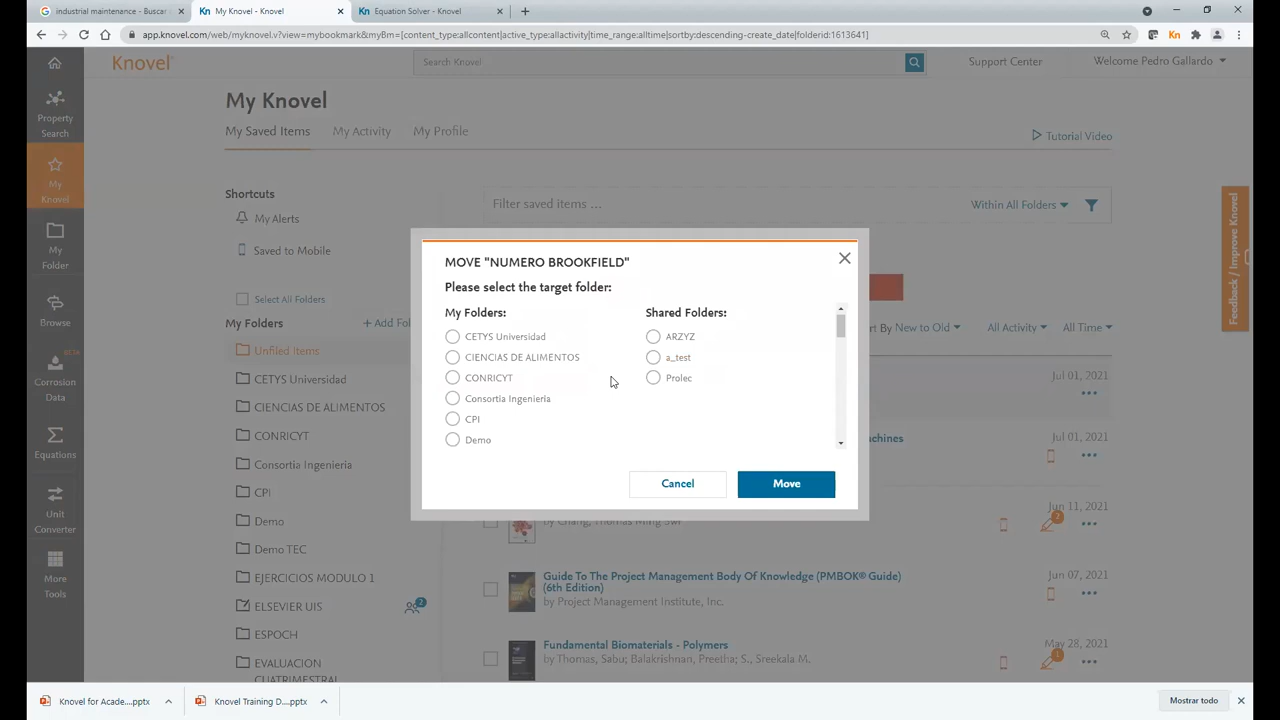 industrial maintenance - Buscar
My Knovel - Knovel
Equation Solver - Knovel
app.knovel.com/web/myknovel.v?view=mybookmark&myBm=[content_type:allcontent|active_type:allactivity|time_range:alltime|sortby:descending-create_date|folderid:1613641]
Knovel
Search Knovel
Support Center
Welcome Pedro Gallardo
Property
Search
My
Knovel
My
Folder
Browse
BETA
Corrosion
Data
Equations
Unit
Converter
More
Tools
My Knovel
My Saved Items
My Activity
My Profile
Tutorial Video
Shortcuts
My Alerts
Saved to Mobile
Select All Folders
My Folders
+ Add Fol
Unfiled Items
CETYS Universidad
CIENCIAS DE ALIMENTOS
CONRICYT
Consortia Ingenieria
CPI
Demo
Demo TEC
EJERCICIOS MODULO 1
ELSEVIER UIS
2
ESPOCH
EVALUACION
CUATRIMESTRAL
Filter saved items ...
Within All Folders
Sort By New to Old
All Activity
All Time
Jul 01, 2021
achines
Jul 01, 2021
Jun 11, 2021
2
Guide To The Project Management Body Of Knowledge (PMBOK® Guide)
(6th Edition)
by Project Management Institute, Inc.
Jun 07, 2021
Fundamental Biomaterials - Polymers
by Thomas, Sabu; Balakrishnan, Preetha; S., Sreekala M.
May 28, 2021
MOVE "NUMERO BROOKFIELD"
Please select the target folder:
My Folders:
CETYS Universidad
CIENCIAS DE ALIMENTOS
CONRICYT
Consortia Ingenieria
CPI
Demo
Shared Folders:
ARZYZ
a_test
Prolec
Cancel
Move
Feedback / Improve Knovel
Knovel for Acade....pptx
Knovel Training D....pptx
Mostrar todo